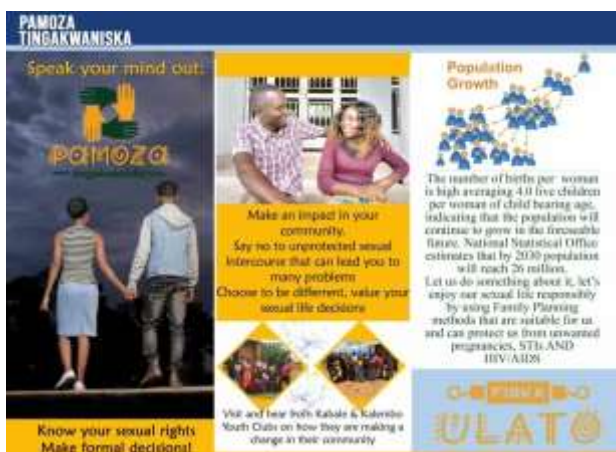 PAMOZA
TINGAKWANISKA
Speak your mind out:
PAMOZA
Know your sexual rights
Make formal decisions!
Make an impact in your
community.
Say no to unprotected sexual
Intercourse that can lead you to
many problems
Choose to be different, value your
sexual life decisions
Visit and hear from Kabale & Kalembo
Youth Clubs on how they are making a
change in their community
Population
Growth
The number of births per woman
is high averaging 4.0 live children
per woman of child bearing age,
indicating that the population will
continue to grow in the foreseable
future. National Statistical Office
estimates that by 2030 population
will reach 26 million.
Let us do something about it, let's
enjoy our sexual life responsibly
by using Family Planning
methods that are suitable for us
and can protect us from unwanted
pregnancies, STIs AND
HIV/AIDS
ULATO